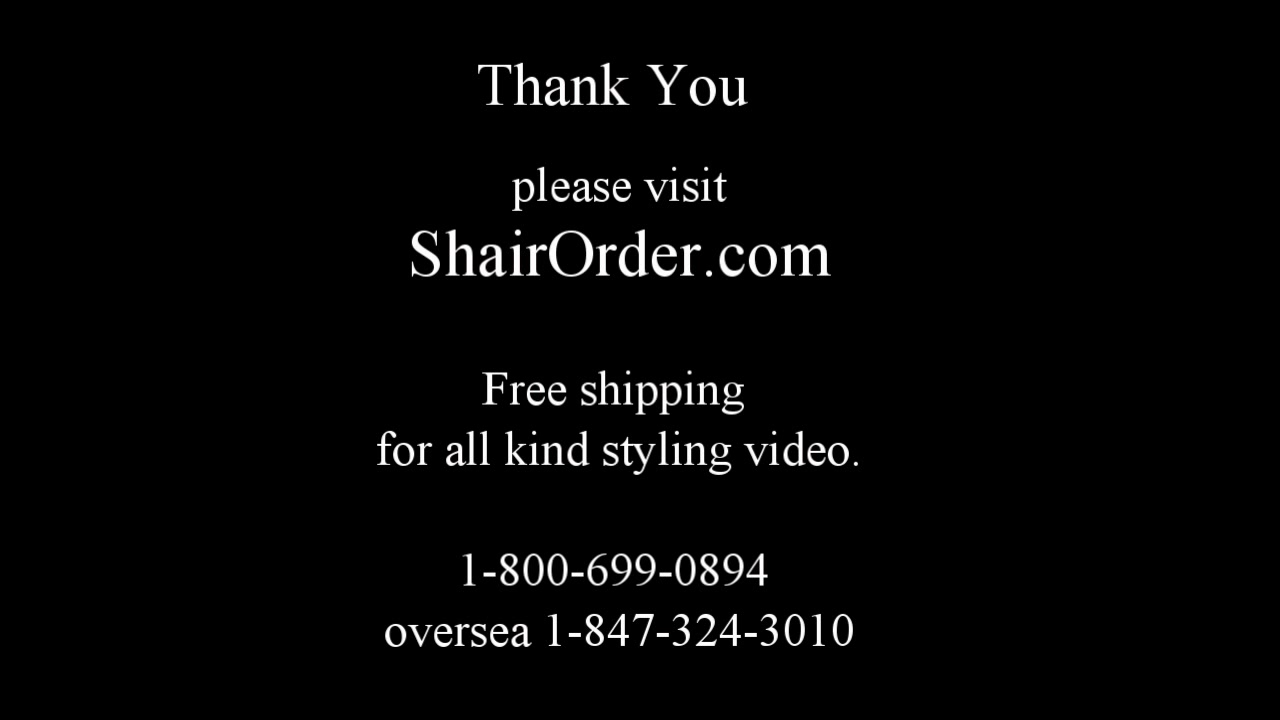 Thank You
please visit
ShairOrder.com
Free shipping
for all kind styling video.
1-800-699-0894
oversea 1-847-324-3010